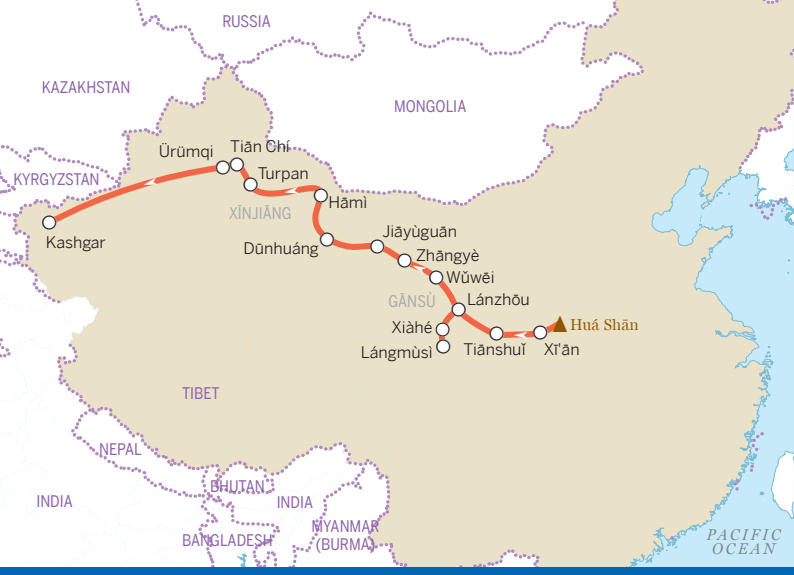 RUSSIA
KAZAKHSTAN
MONGOLIA
Tiān Chí
Ürümqi
Turpan
KYRGYZSTAN
Hāmì
XĪNJIĀNG
Jiāyùguān
Kashgar
Dūnhuáng
Zhāngyè
Wǔwēi
GĀNSÙ
Lánzhōu
Xiàhé
Huá Shān
Lángmùsì
Tiānshuǐ
Xī'ān
TIBET
NEPAL
BHUTAN
INDIA
INDIA
MYANMAR
(BURMA)
BANGLADESH
PACIFIC
OCEAN